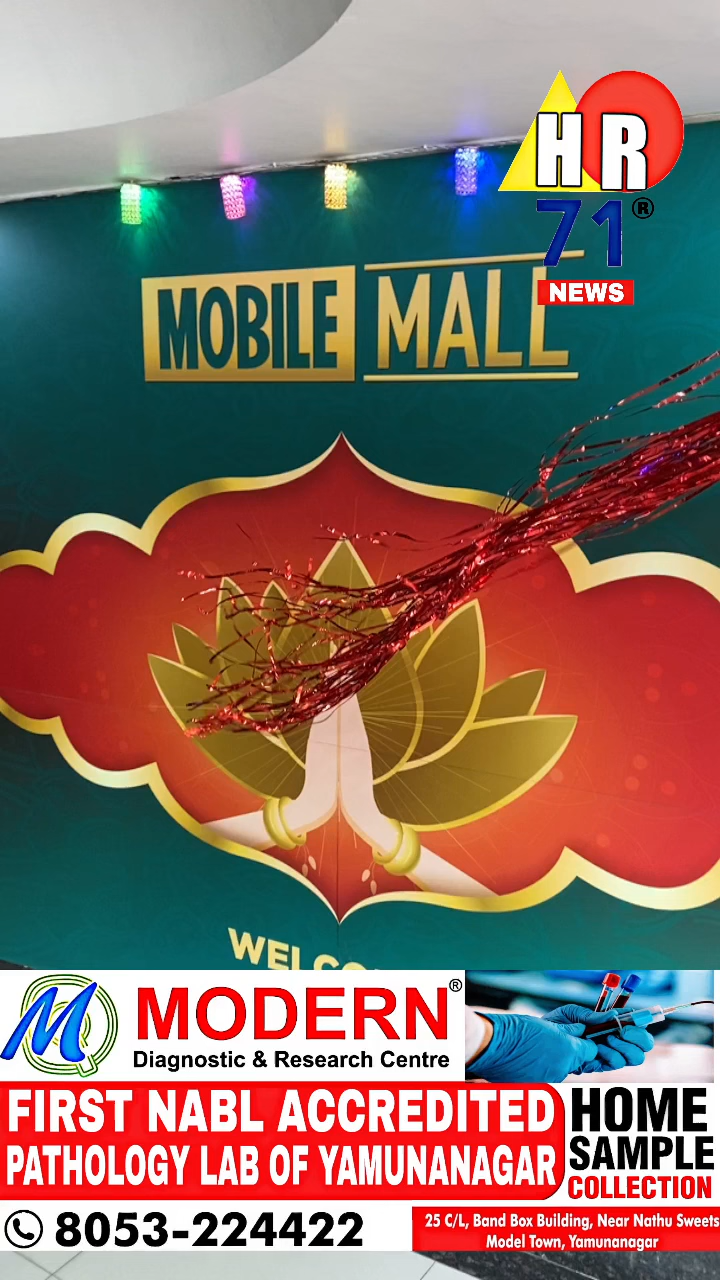 HR
71®
NEWS
MOBILE MALL
MODERN®
Diagnostic & Research Centre
FIRST NABL ACCREDITED
PATHOLOGY LAB OF YAMUNANAGAR
HOME
SAMPLE
COLLECTION
8053-224422
25 C/L, Band Box Building, Near Nathu Sweets
Model Town, Yamunanagar